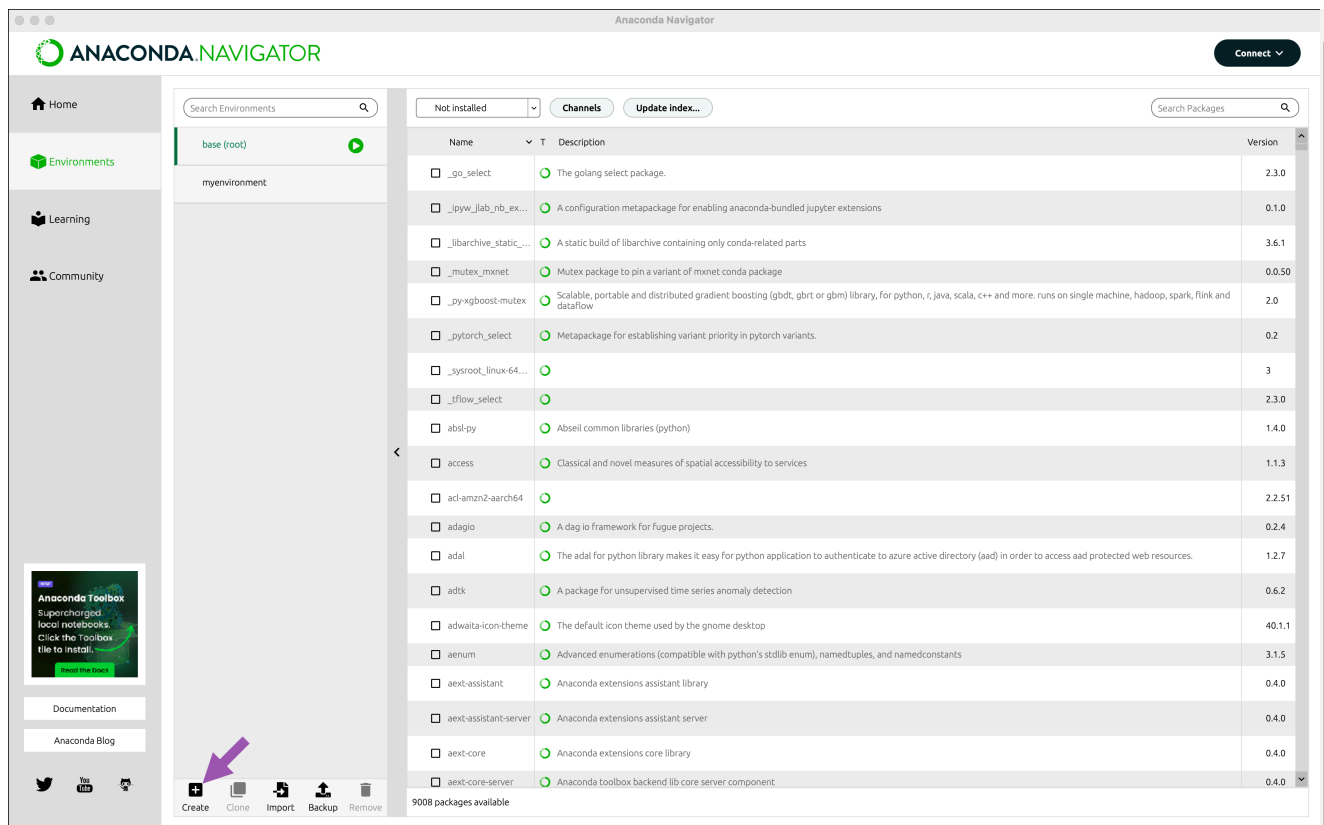 Anaconda Navigator
ANACONDA.NAVIGATOR
Connect
Home
Environments
Learning
Community
NEW
Anaconda Toolbox
Supercharged
local notebooks.
Click the Toolbox
tile to install.
Read the Docs
Documentation
Anaconda Blog
You
Tube
Search Environments
base (root)
myenvironment
Create Clone Import Backup Remove
Not installed Channels Update index... Search Packages
Name T Description Version
_go_select The golang select package. 2.3.0
_ipyw_jlab_nb_ex... A configuration metapackage for enabling anaconda-bundled jupyter extensions 0.1.0
_libarchive_static_... A static build of libarchive containing only conda-related parts 3.6.1
_mutex_mxnet Mutex package to pin a variant of mxnet conda package 0.0.50
_py-xgboost-mutex Scalable, portable and distributed gradient boosting (gbdt, gbrt or gbm) library, for python, r, java, scala, c++ and more. runs on single machine, hadoop, spark, flink and 2.0
dataflow
_pytorch_select Metapackage for establishing variant priority in pytorch variants. 0.2
_sysroot_linux-64... 3
_tflow_select 2.3.0
absl-py Abseil common libraries (python) 1.4.0
access Classical and novel measures of spatial accessibility to services 1.1.3
acl-amzn2-aarch64 2.2.51
adagio A dag io framework for fugue projects. 0.2.4
adal The adal for python library makes it easy for python application to authenticate to azure active directory (aad) in order to access aad protected web resources. 1.2.7
adtk A package for unsupervised time series anomaly detection 0.6.2
adwaita-icon-theme The default icon theme used by the gnome desktop 40.1.1
aenum Advanced enumerations (compatible with python's stdlib enum), namedtuples, and namedconstants 3.1.5
aext-assistant Anaconda extensions assistant library 0.4.0
aext-assistant-server Anaconda extensions assistant server 0.4.0
aext-core Anaconda extensions core library 0.4.0
aext-core-server Anaconda toolbox backend lib core server component 0.4.0
9008 packages available